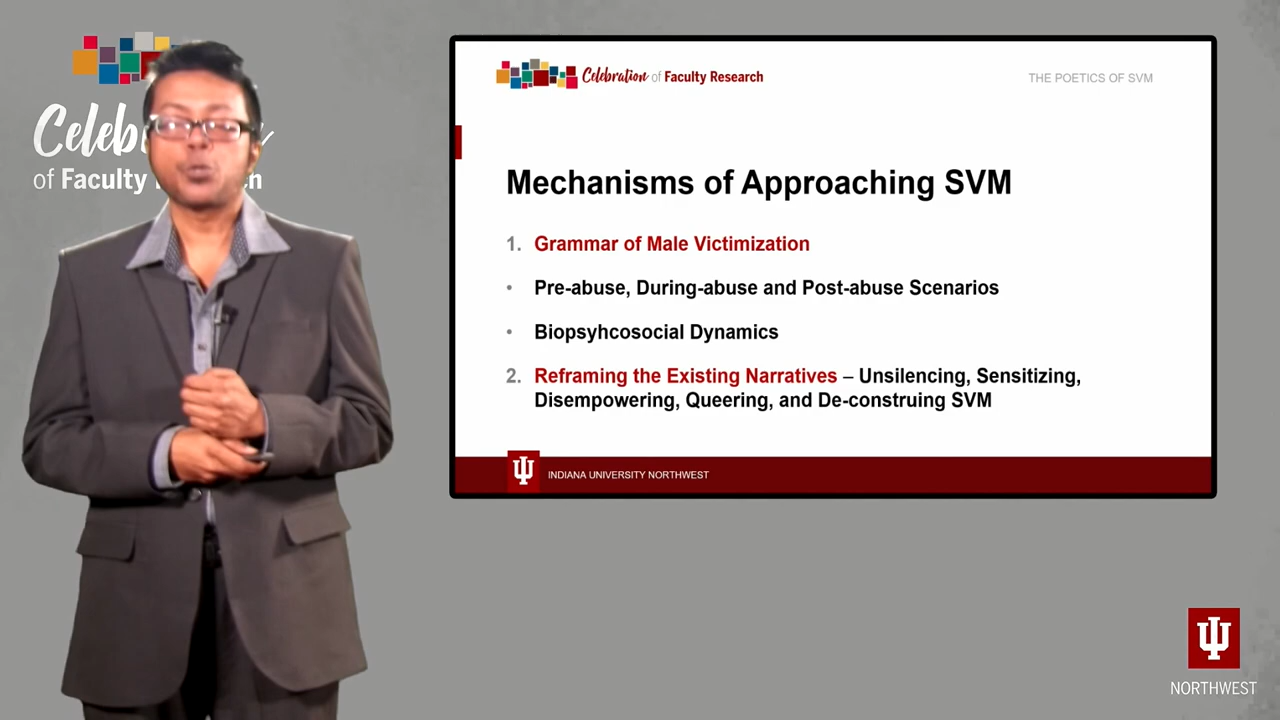 Celeb
of Faculty
Celebration of Faculty Research
THE POETICS OF SVM
Mechanisms of Approaching SVM
1. Grammar of Male Victimization
• Pre-abuse, During-abuse and Post-abuse Scenarios
• Biopsyhcosocial Dynamics
2. Reframing the Existing Narratives – Unsilencing, Sensitizing,
Disempowering, Queering, and De-construing SVM
INDIANA UNIVERSITY NORTHWEST
NORTHWEST